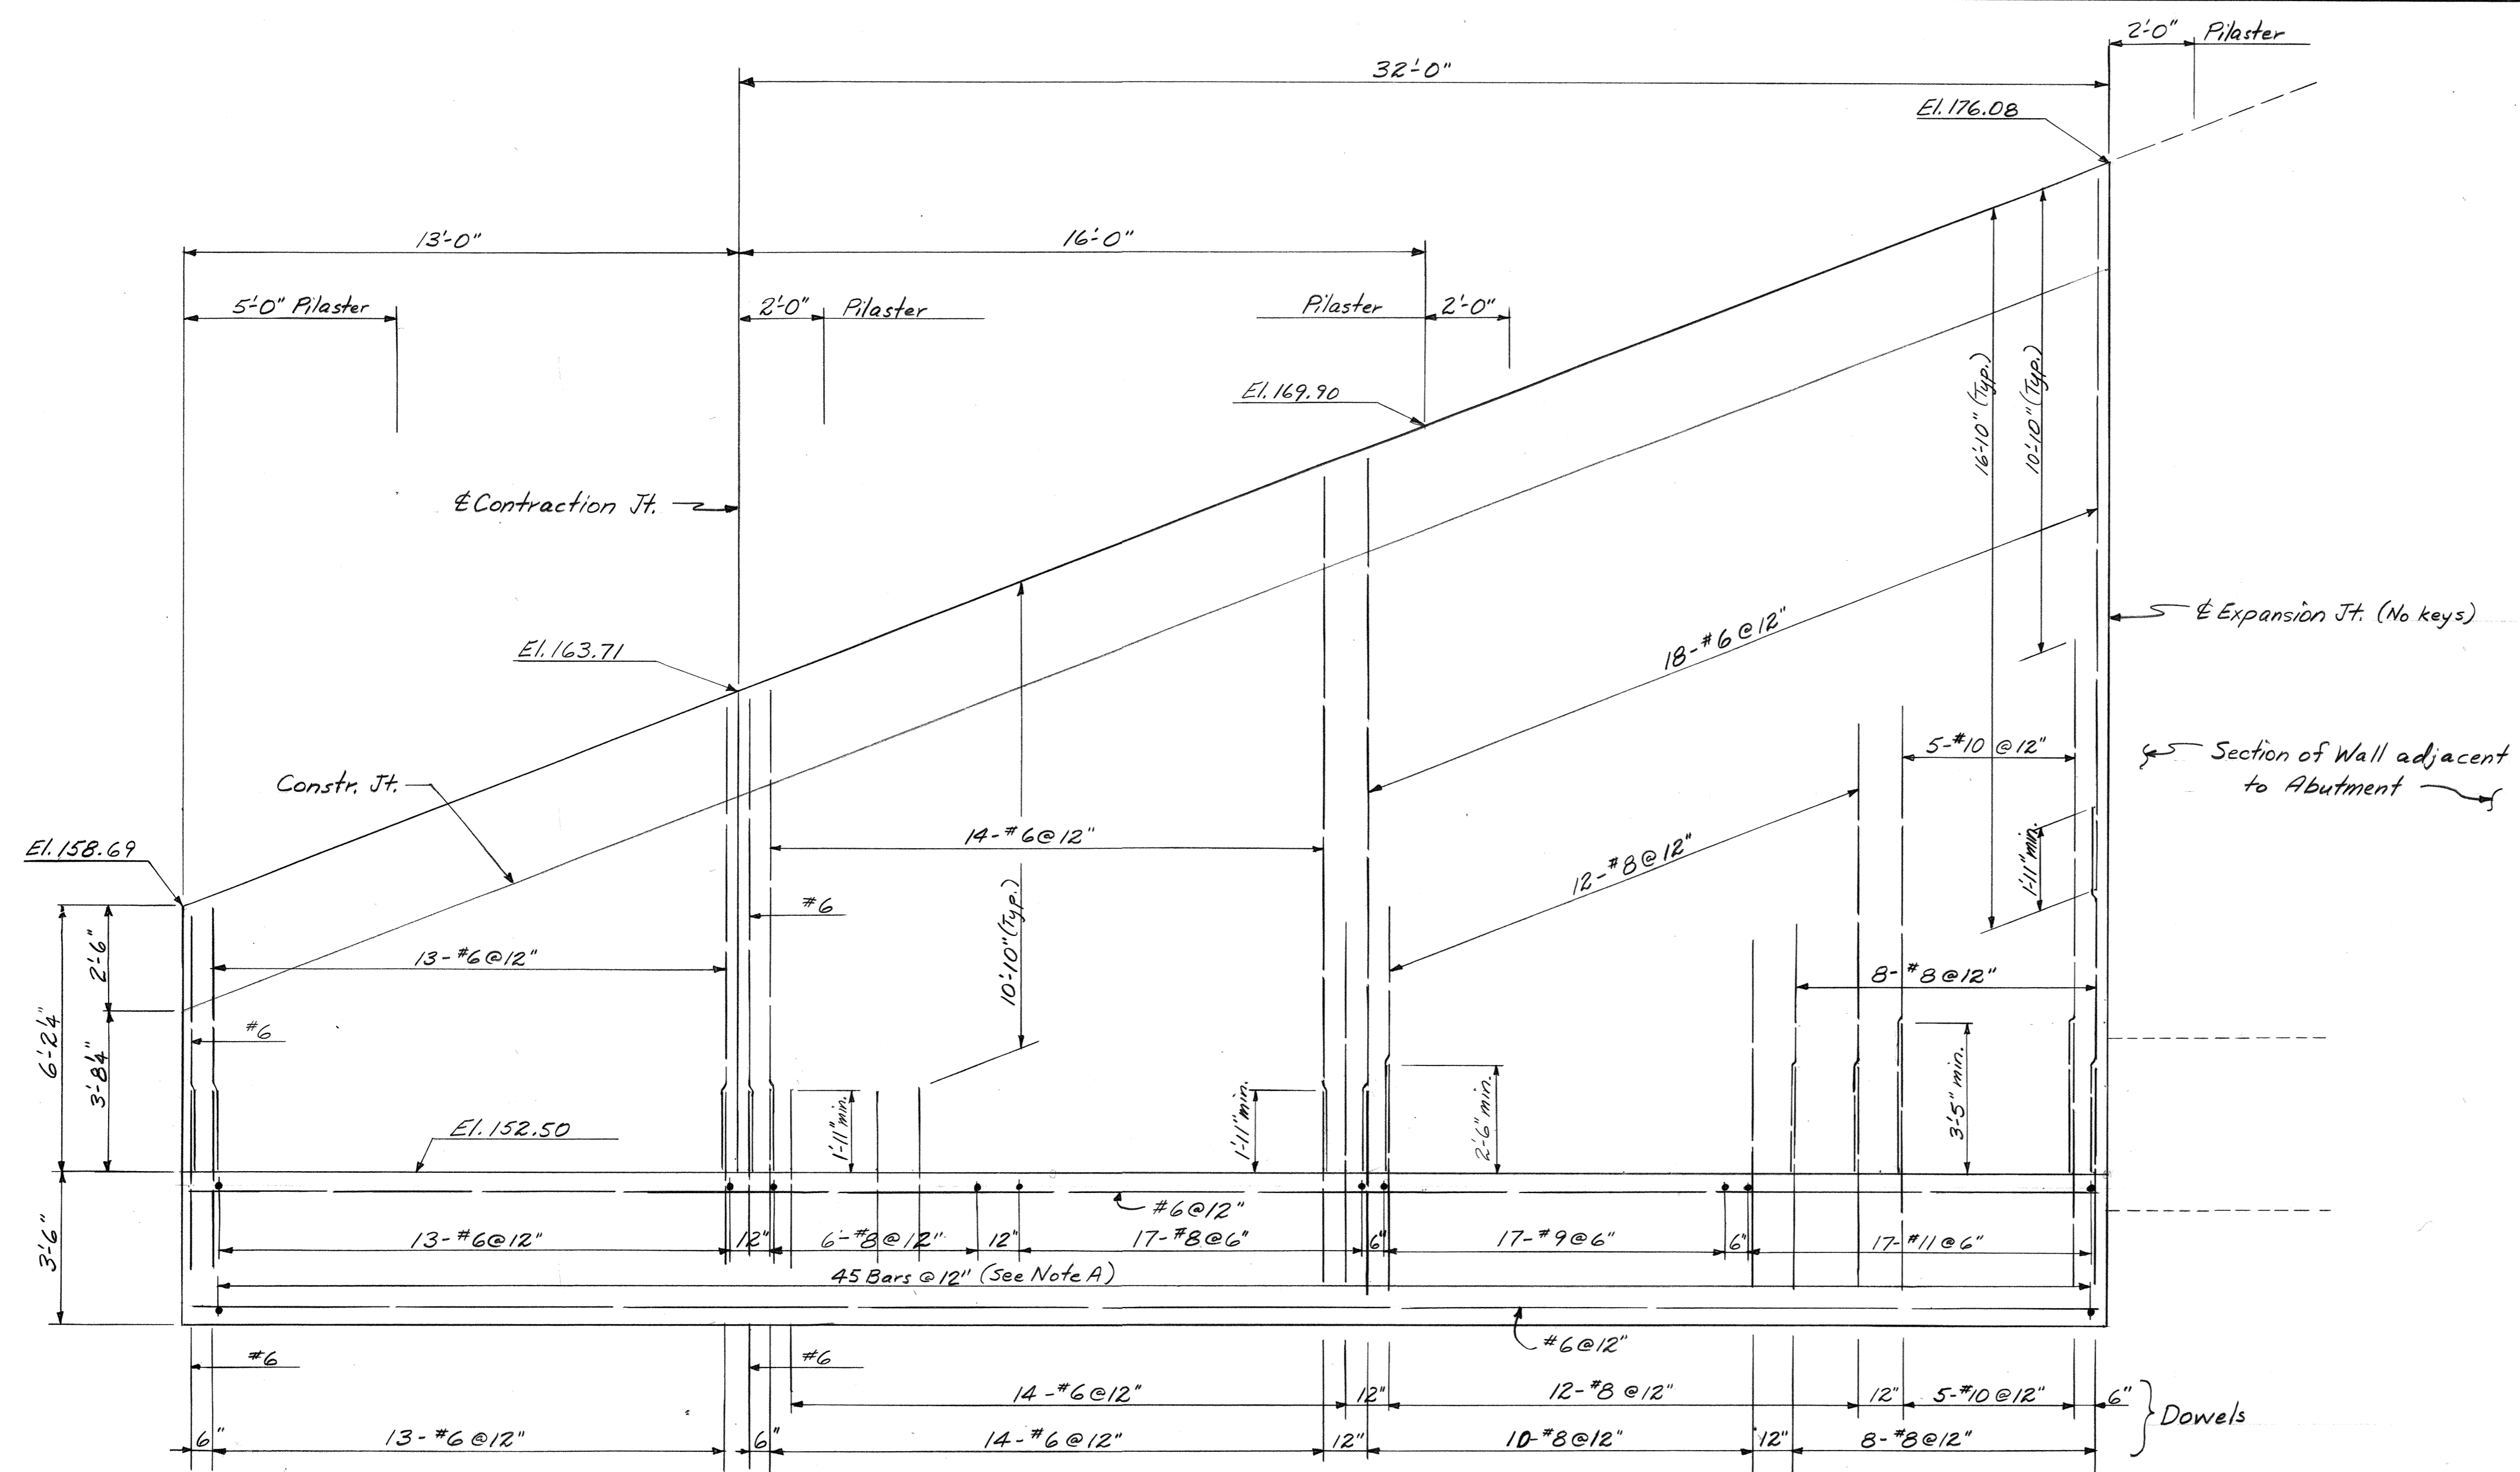 2'-0" Pilaster
32'-0"
El.176.08
13'-0"
16'-0"
5'-0" Pilaster
2'-0" Pilaster
Pilaster 2'-0"
16'-10" (Typ.)
10'-10" (Typ.)
El.169.90
℄ Contraction Jt.
℄ Expansion Jt. (No keys)
El.163.71
18-#6@12"
5-#10@12"
Section of Wall adjacent
to Abutment
Constr. Jt.
14-#6@12"
El.158.69
12-#8@12"
1'-11" min.
#6
10'-10" (Typ.)
2'-6"
13-#6@12"
8-#8@12"
6'-2¼"
3'-8¼"
#6
1'-11" min.
1'-11" min.
2'-6" min.
3'-5" min.
El.152.50
#6@12"
3'-6"
13-#6@12"
12"
6-#8@12"
12"
17-#8@6"
6"
17-#9@6"
6"
17-#11@6"
45 Bars @12" (See Note A)
#6@12"
#6
#6
14-#6@12"
12"
12-#8@12"
12"
5-#10@12"
6"
Dowels
6"
13-#6@12"
6"
14-#6@12"
12"
10-#8@12"
12"
8-#8@12"